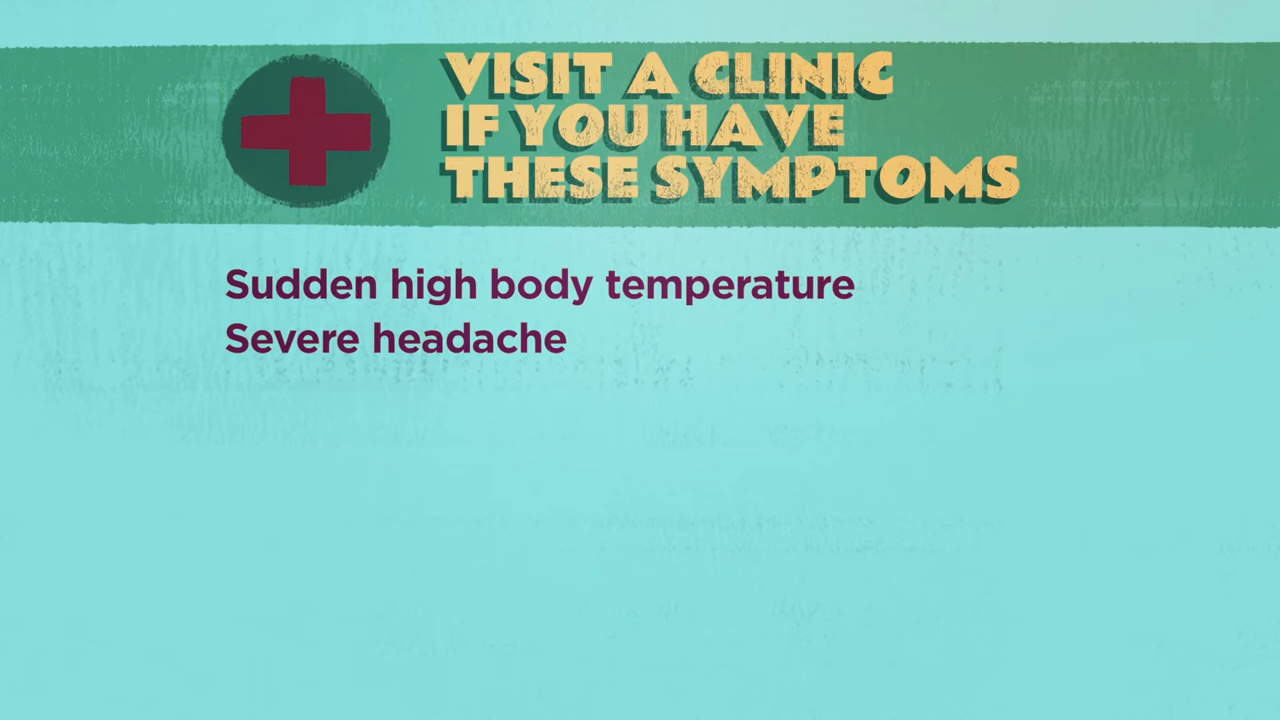 VISIT A CLINIC
IF YOU HAVE
THESE SYMPTOMS
Sudden high body temperature
Severe headache